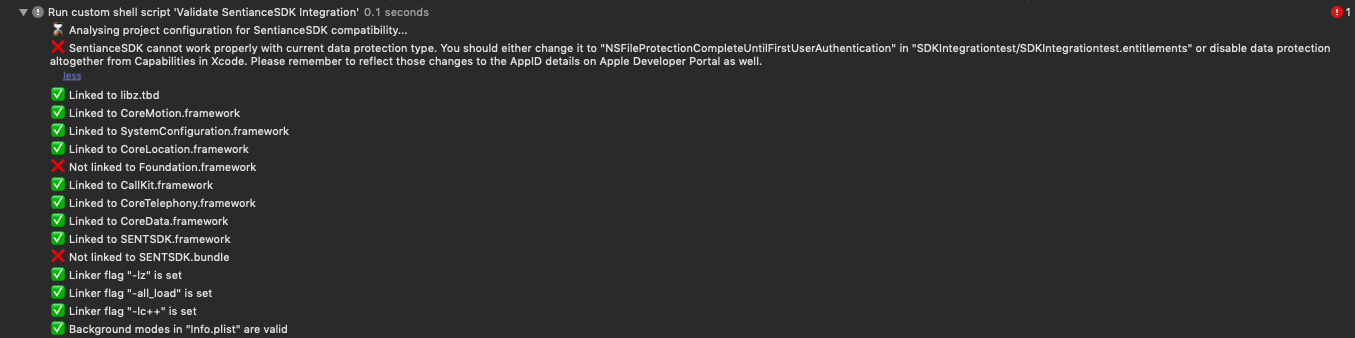 Run custom shell script 'Validate SentianceSDK Integration' 0.1 seconds 1
Analysing project configuration for SentianceSDK compatibility...
SentianceSDK cannot work properly with current data protection type. You should either change it to "NSFileProtectionCompleteUntilFirstUserAuthentication" in "SDKIntegrationtest/SDKIntegrationtest.entitlements" or disable data protection
altogether from Capabilities in Xcode. Please remember to reflect those changes to the AppID details on Apple Developer Portal as well.
less
Linked to libz.tbd
Linked to CoreMotion.framework
Linked to SystemConfiguration.framework
Linked to CoreLocation.framework
Not linked to Foundation.framework
Linked to CallKit.framework
Linked to CoreTelephony.framework
Linked to CoreData.framework
Linked to SENTSDK.framework
Not linked to SENTSDK.bundle
Linker flag "-lz" is set
Linker flag "-all_load" is set
Linker flag "-lc++" is set
Background modes in "Info.plist" are valid